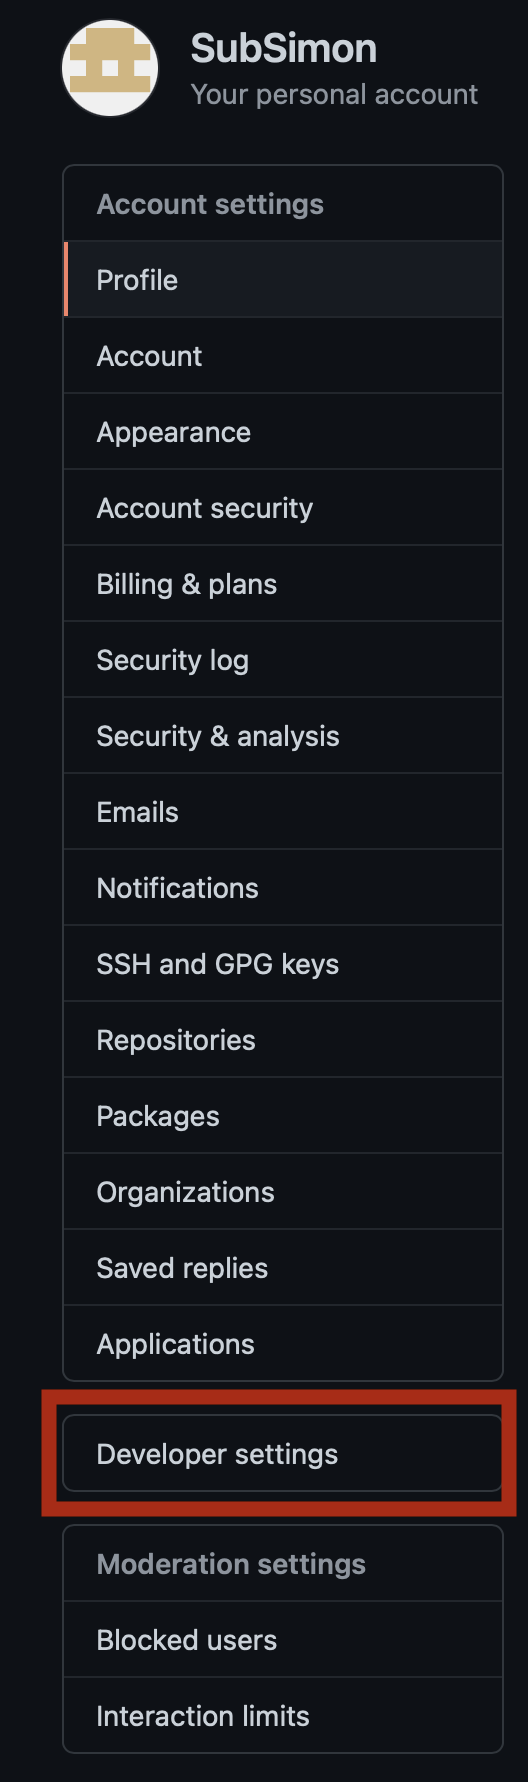 SubSimon
Your personal account
Account settings
Profile
Account
Appearance
Account security
Billing & plans
Security log
Security & analysis
Emails
Notifications
SSH and GPG keys
Repositories
Packages
Organizations
Saved replies
Applications
Developer settings
Moderation settings
Blocked users
Interaction limits